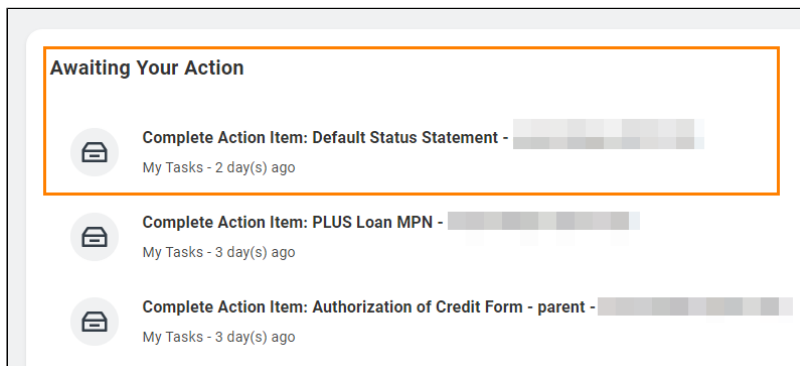 Awaiting Your Action
Complete Action Item: Default Status Statement -
My Tasks - 2 day(s) ago
Complete Action Item: PLUS Loan MPN -
My Tasks - 3 day(s) ago
Complete Action Item: Authorization of Credit Form - parent -
My Tasks - 3 day(s) ago